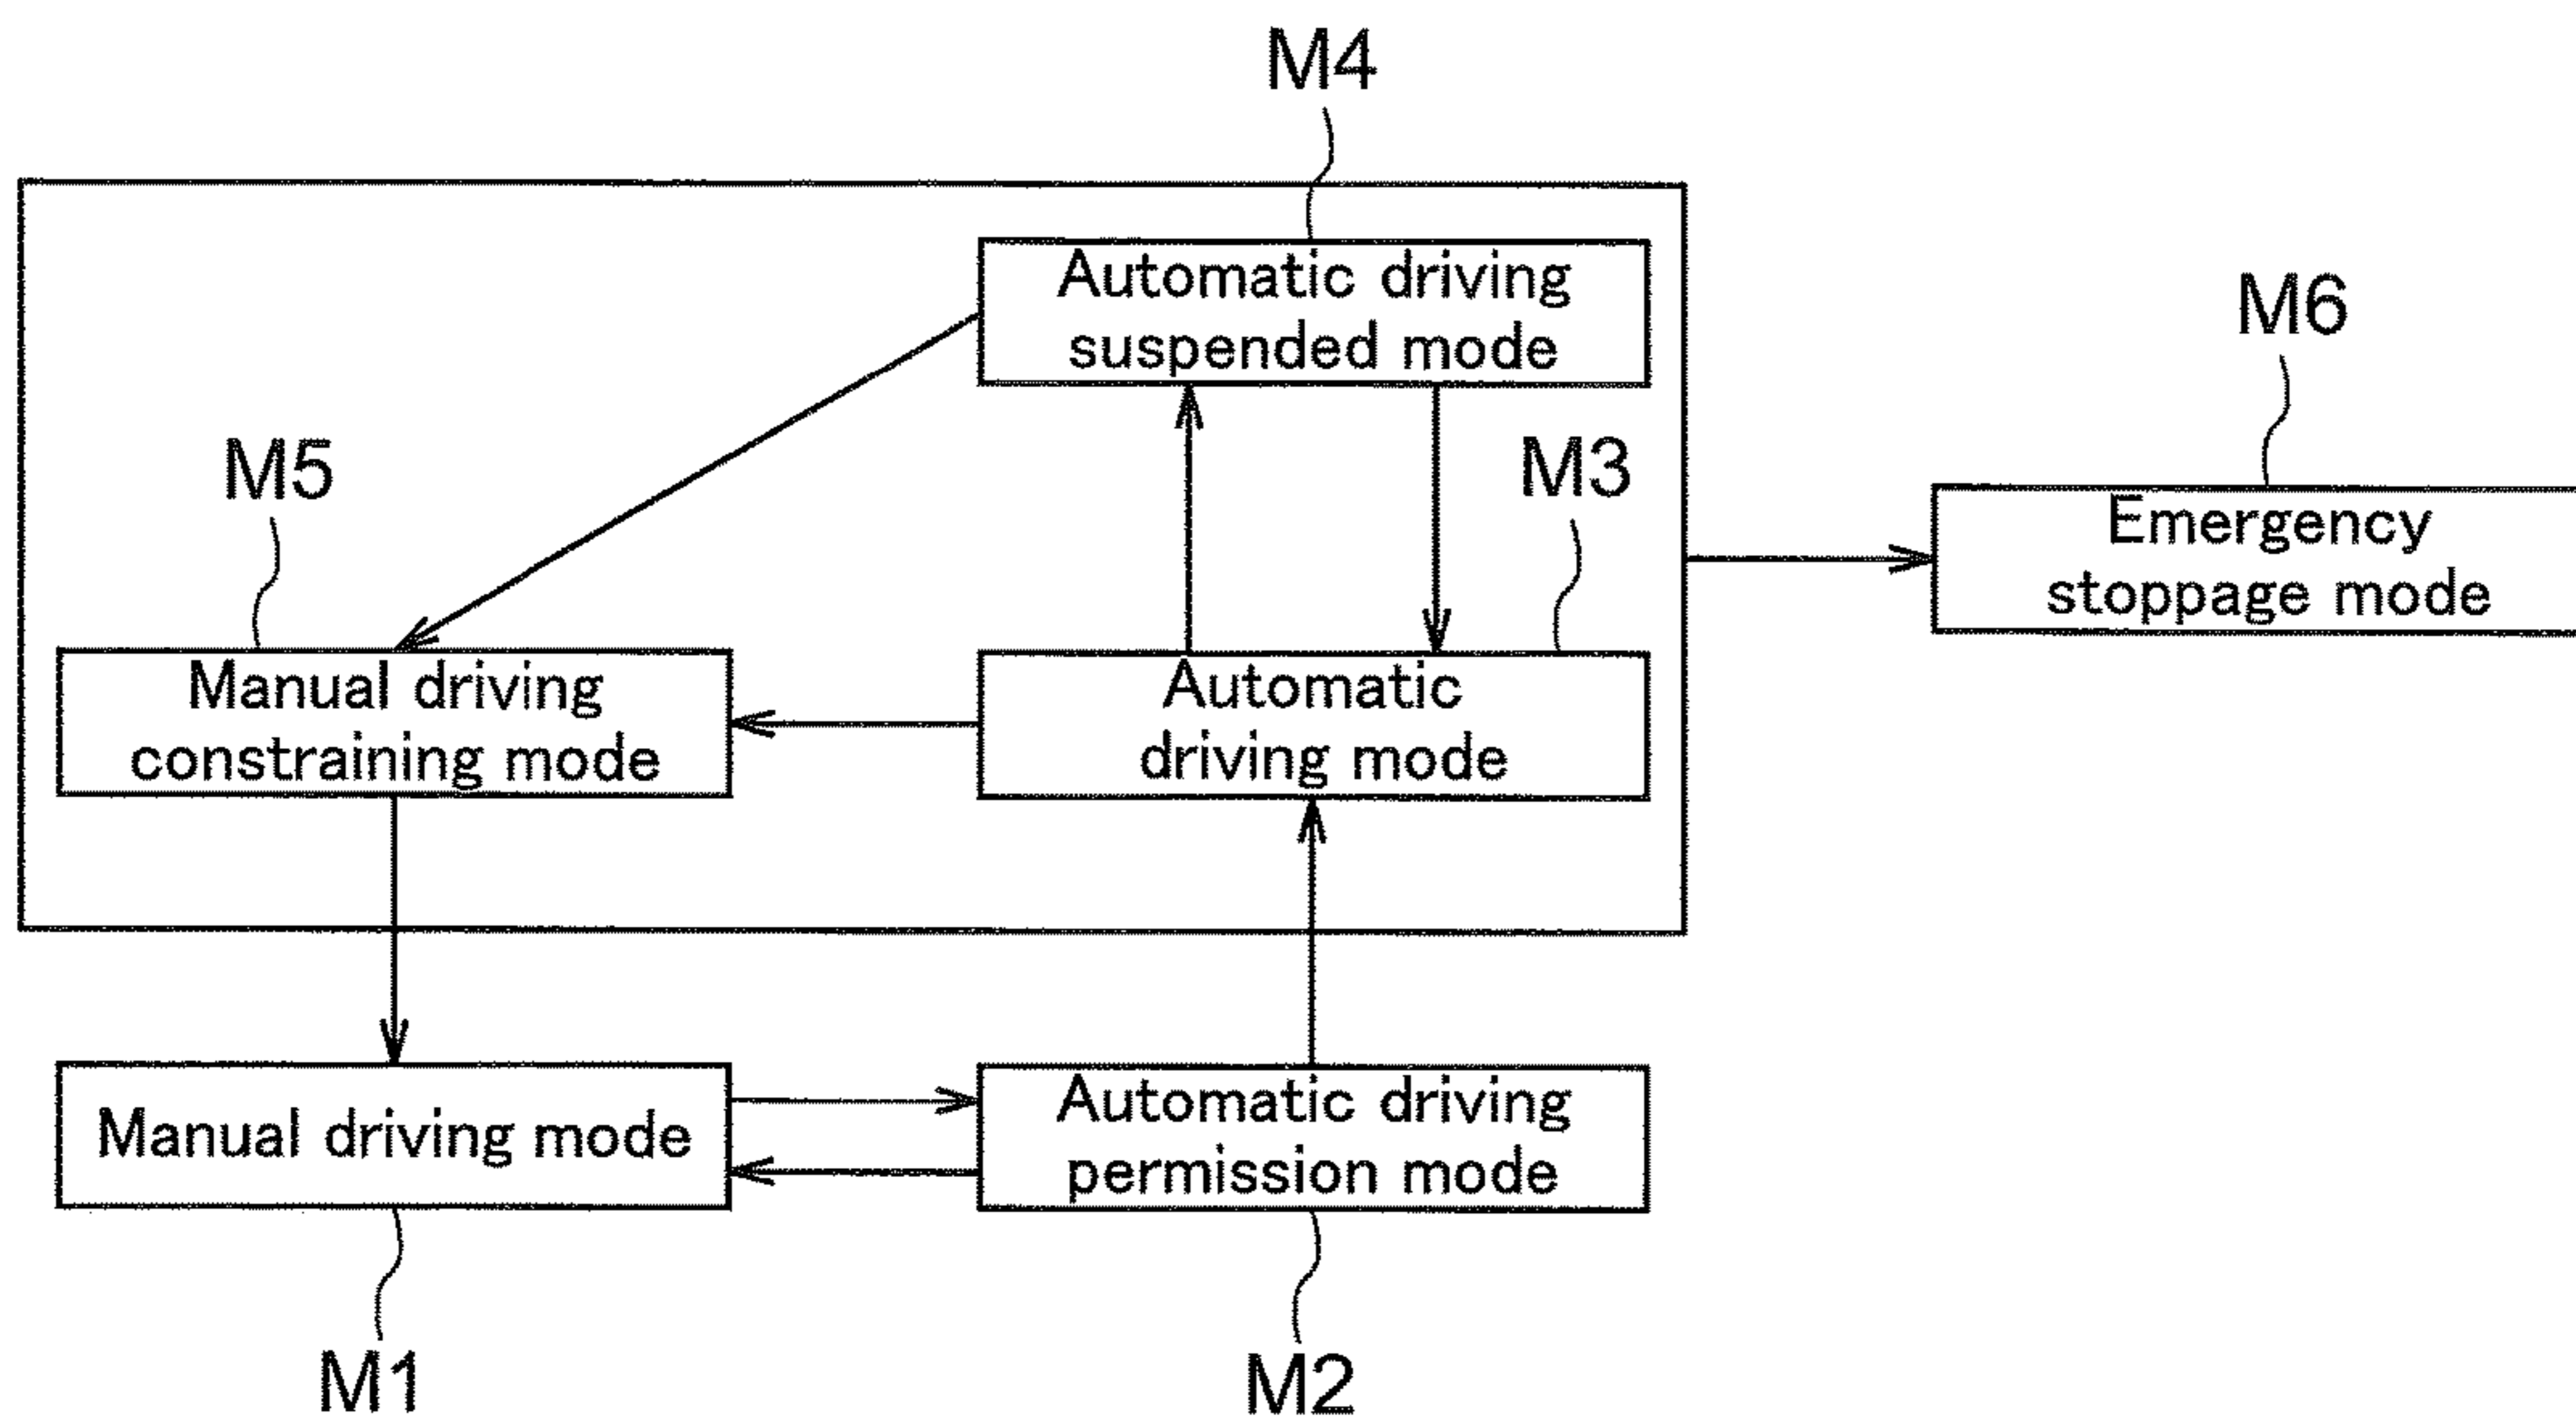 M4
Automatic driving
suspended mode
M6
M5
M3
Emergency
stoppage mode
Manual driving
constraining mode
Automatic
driving mode
Manual driving mode
Automatic driving
permission mode
M1
M2